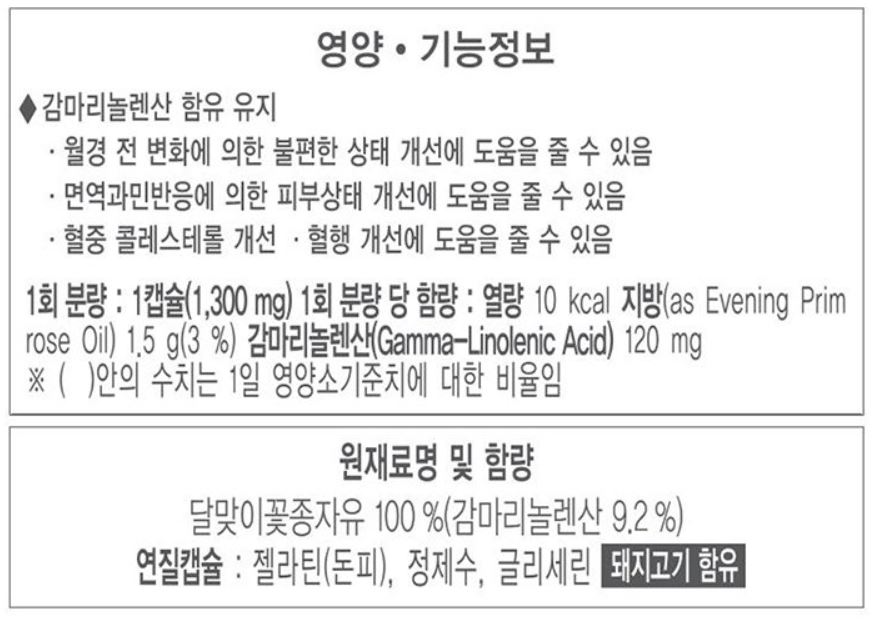 영양 • 기능정보
◆감마리놀렌산 함유 유지
· 월경 전 변화에 의한 불편한 상태 개선에 도움을 줄 수 있음
· 면역과민반응에 의한 피부상태 개선에 도움을 줄 수 있음
· 혈중 콜레스테롤 개선 · 혈행 개선에 도움을 줄 수 있음
1회 분량 : 1캡슐(1,300 mg) 1회 분량 당 함량 : 열량 10 kcal 지방(as Evening Prim
rose Oil) 1.5 g(3 %) 감마리놀렌산(Gamma-Linolenic Acid) 120 mg
※ ( )안의 수치는 1일 영양소기준치에 대한 비율임
원재료명 및 함량
달맞이꽃종자유 100 %(감마리놀렌산 9.2 %)
연질캡슐 : 젤라틴(돈피), 정제수, 글리세린 돼지고기 함유